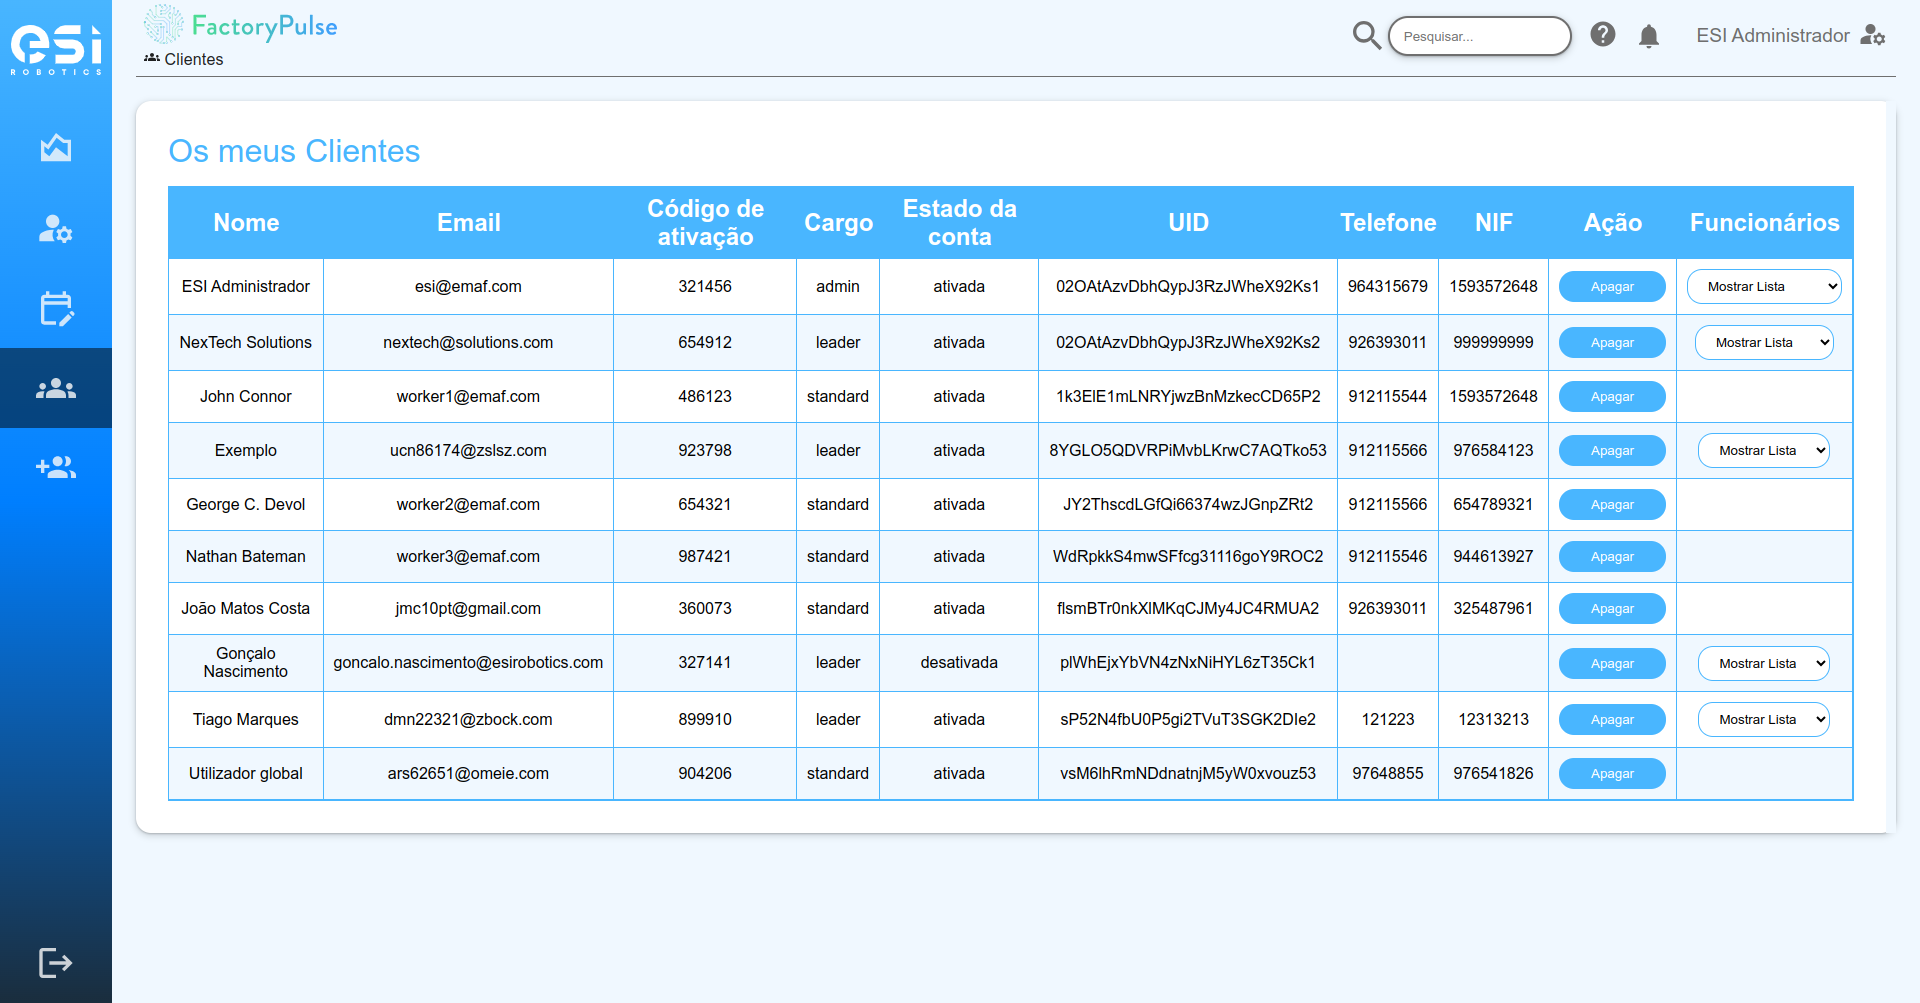 esi
ROBOTICS
FactoryPulse
Clientes
Pesquisar...
ESI Administrador
Os meus Clientes
Nome Email Código de ativação Cargo Estado da conta UID Telefone NIF Ação Funcionários
ESI Administrador esi@emaf.com 321456 admin ativada 02OAtAzvDbhQypJ3RzJWheX92Ks1 964315679 1593572648 Apagar Mostrar Lista
NexTech Solutions nextech@solutions.com 654912 leader ativada 02OAtAzvDbhQypJ3RzJWheX92Ks2 926393011 999999999 Apagar Mostrar Lista
John Connor worker1@emaf.com 486123 standard ativada 1k3ElE1mLNRYjwzBnMzkecCD65P2 912115544 1593572648 Apagar
Exemplo ucn86174@zslsz.com 923798 leader ativada 8YGLO5QDVRPiMvbLKrwC7AQTko53 912115566 976584123 Apagar Mostrar Lista
George C. Devol worker2@emaf.com 654321 standard ativada JY2ThscdLGfQi66374wzJGnpZRt2 912115566 654789321 Apagar
Nathan Bateman worker3@emaf.com 987421 standard ativada WdRpkkS4mwSFfcg31116goY9ROC2 912115546 944613927 Apagar
João Matos Costa jmc10pt@gmail.com 360073 standard ativada flsmBTr0nkXlMKqCJMy4JC4RMUA2 926393011 325487961 Apagar
Gonçalo Nascimento goncalo.nascimento@esirobotics.com 327141 leader desativada plWhEjxYbVN4zNxNiHYL6zT35Ck1 Apagar Mostrar Lista
Tiago Marques dmn22321@zbock.com 899910 leader ativada sP52N4fbU0P5gi2TVuT3SGK2DIe2 121223 12313213 Apagar Mostrar Lista
Utilizador global ars62651@omeie.com 904206 standard ativada vsM6lhRmNDdnatnjM5yW0xvouz53 97648855 976541826 Apagar